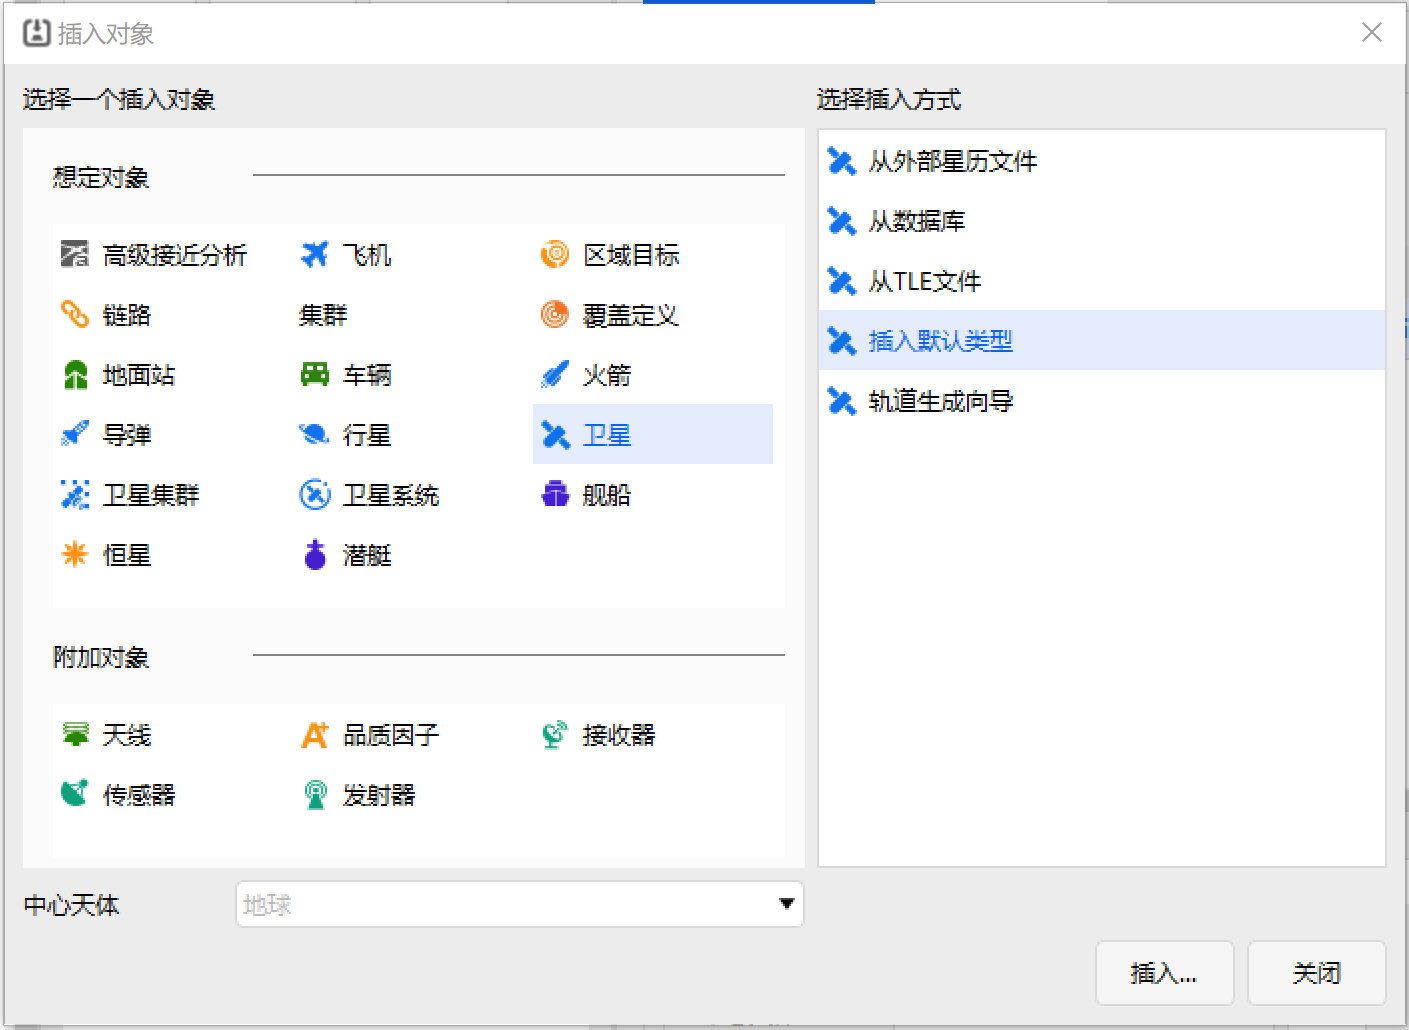 插入对象
选择一个插入对象
选择插入方式
想定对象
高级接近分析 飞机 区域目标
链路 集群 覆盖定义
地面站 车辆 火箭
导弹 行星 卫星
卫星集群 卫星系统 舰船
恒星 潜艇
附加对象
天线 品质因子 接收器
传感器 发射器
从外部星历文件
从数据库
从TLE文件
插入默认类型
轨道生成向导
中心天体 地球
插入... 关闭